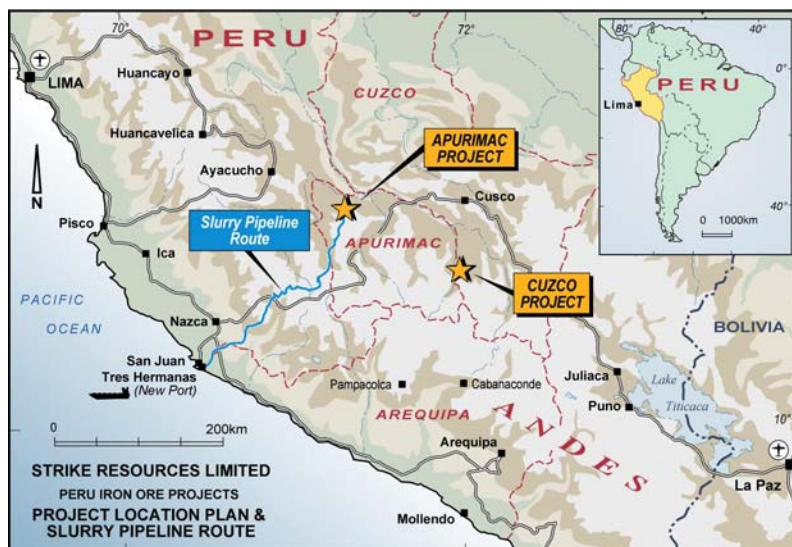 70°
72°
PERU
CUZCO
Huancayo
LIMA
Huancavelica
Ayacucho
APURIMAC
PROJECT
Cusco
N
Pisco
Slurry Pipeline
Route
Ica
APURIMAC
CUZCO
PROJECT
PACIFIC
OCEAN
Nazca
BOLIVIA
San Juan
Tres Hermanas
(New Port)
Pampacolca
Cabanaconde
Juliaca
Puno
Lake
Titicaca
10°
AREQUIPA
ANDES
0
200km
Arequipa
La Paz
Mollendo
STRIKE RESOURCES LIMITED
PERU IRON ORE PROJECTS
PROJECT LOCATION PLAN &
SLURRY PIPELINE ROUTE
80°
40°
0°
PERU
Lima
40°
0 1000km